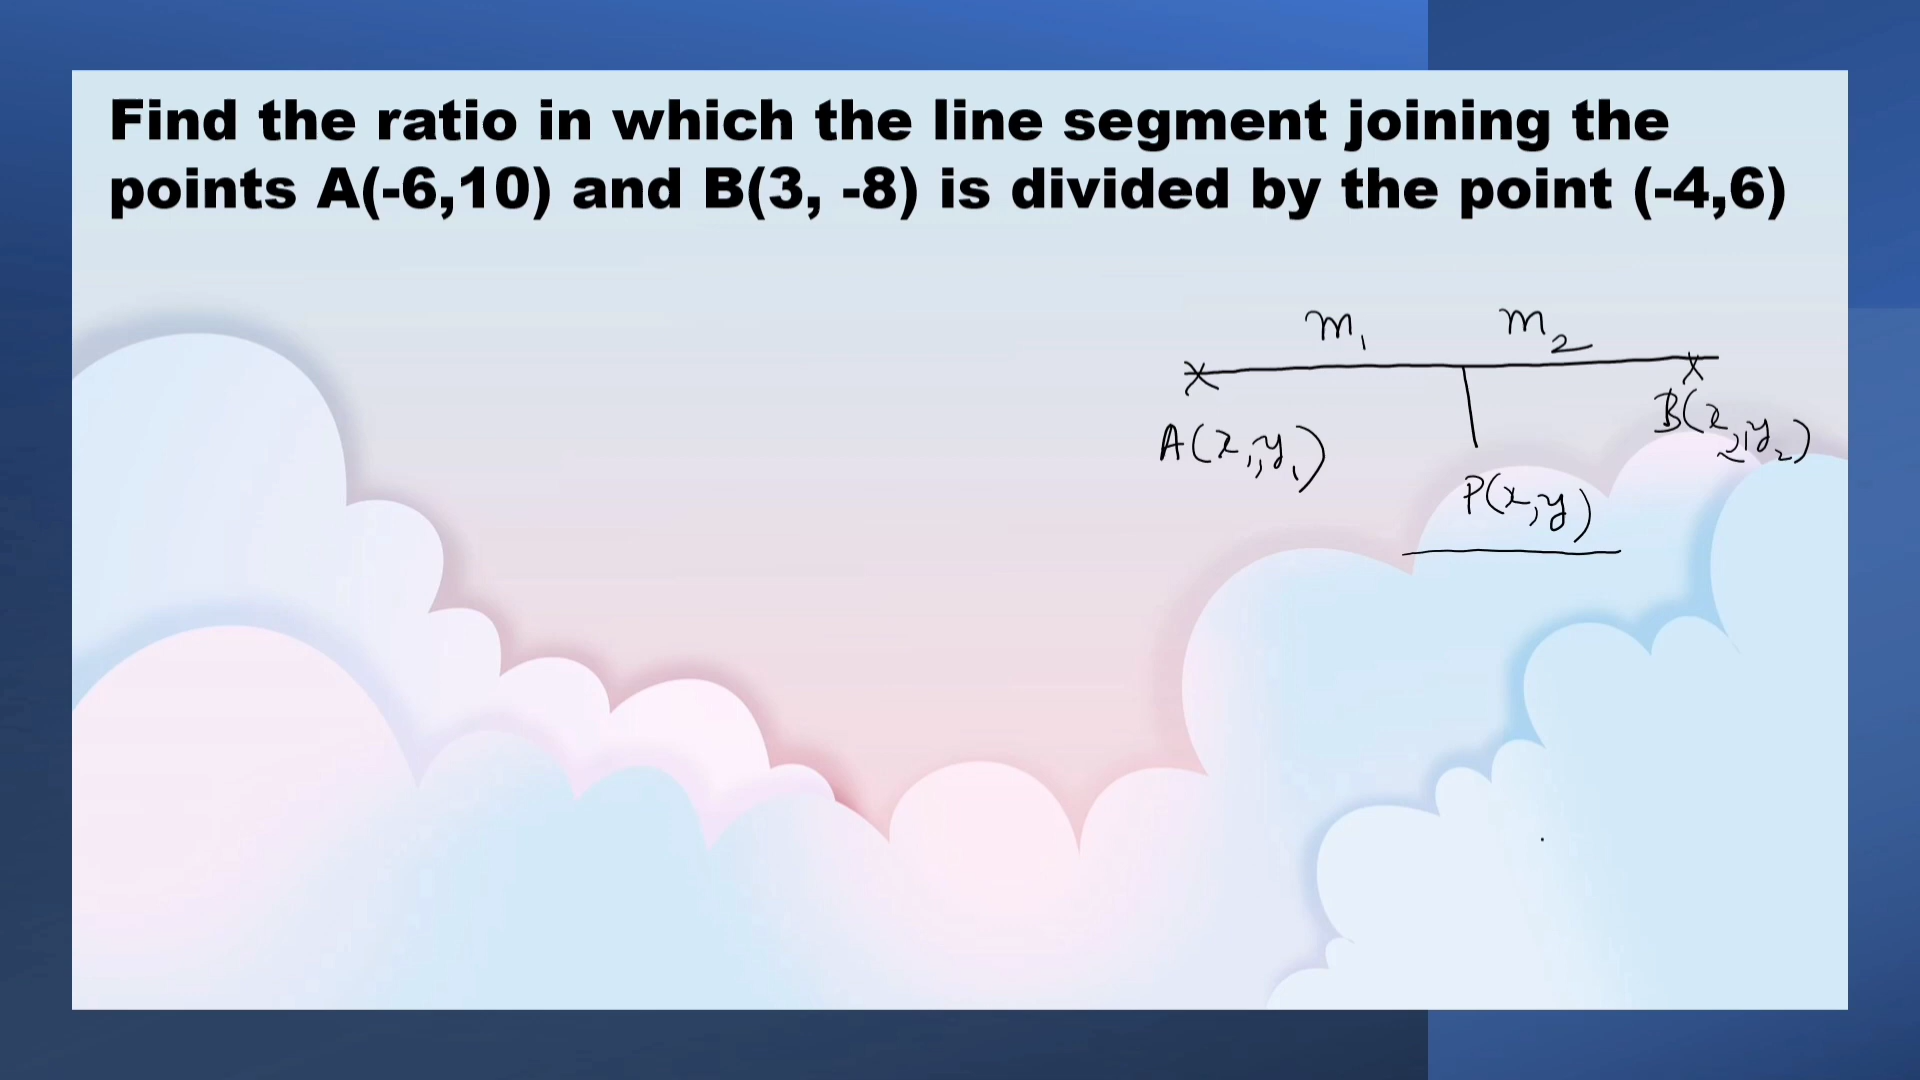 Find the ratio in which the line segment joining the
points A(-6,10) and B(3, -8) is divided by the point (-4,6)
m₁ m₂
A(x₁,y₁)
B(x₂,y₂)
P(x,y)